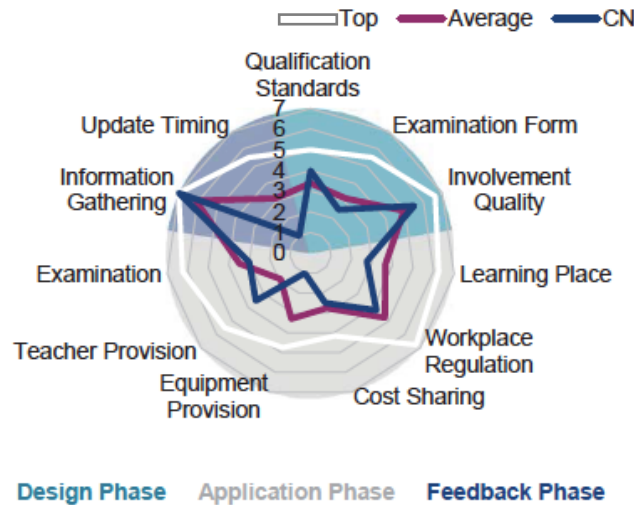 Top Average CN
Qualification
Standards
Examination Form
Involvement
Quality
Learning Place
Workplace
Regulation
Cost Sharing
Equipment
Provision
Teacher Provision
Examination
Information
Gathering
Update Timing
7
6
5
4
3
2
1
0
Design Phase Application Phase Feedback Phase